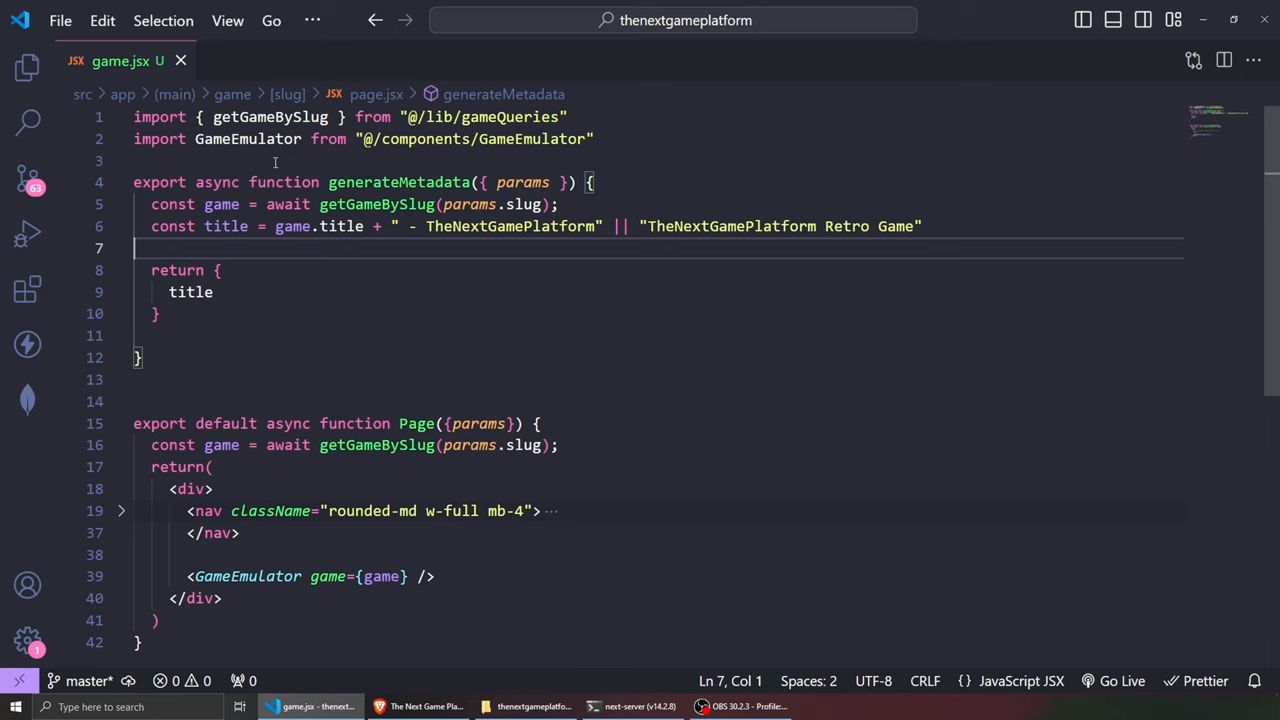 File Edit Selection View Go ··· thenextgameplatform
JSX game.jsx U
src > app > (main) > game > [slug] > JSX page.jsx > generateMetadata
1 import { getGameBySlug } from "@/lib/gameQueries"
2 import GameEmulator from "@/components/GameEmulator"
3
4 export async function generateMetadata({ params }) {
5 const game = await getGameBySlug(params.slug);
6 const title = game.title + " - TheNextGamePlatform" || "TheNextGamePlatform Retro Game"
7
8 return {
9 title
10 }
11
12 }
13
14
15 export default async function Page({params}) {
16 const game = await getGameBySlug(params.slug);
17 return(
18 <div>
19 <nav className="rounded-md w-full mb-4"> ···
37 </nav>
38
39 <GameEmulator game={game} />
40 </div>
41 )
42 }
63
1
master* 0 0 0 Ln 7, Col 1 Spaces: 2 UTF-8 CRLF {} JavaScript JSX Go Live Prettier
Type here to search game.jsx - thenext... The Next Game Pla... thenextgameplatfo... next-server (v14.2.8) OBS 30.2.3 - Profile:...